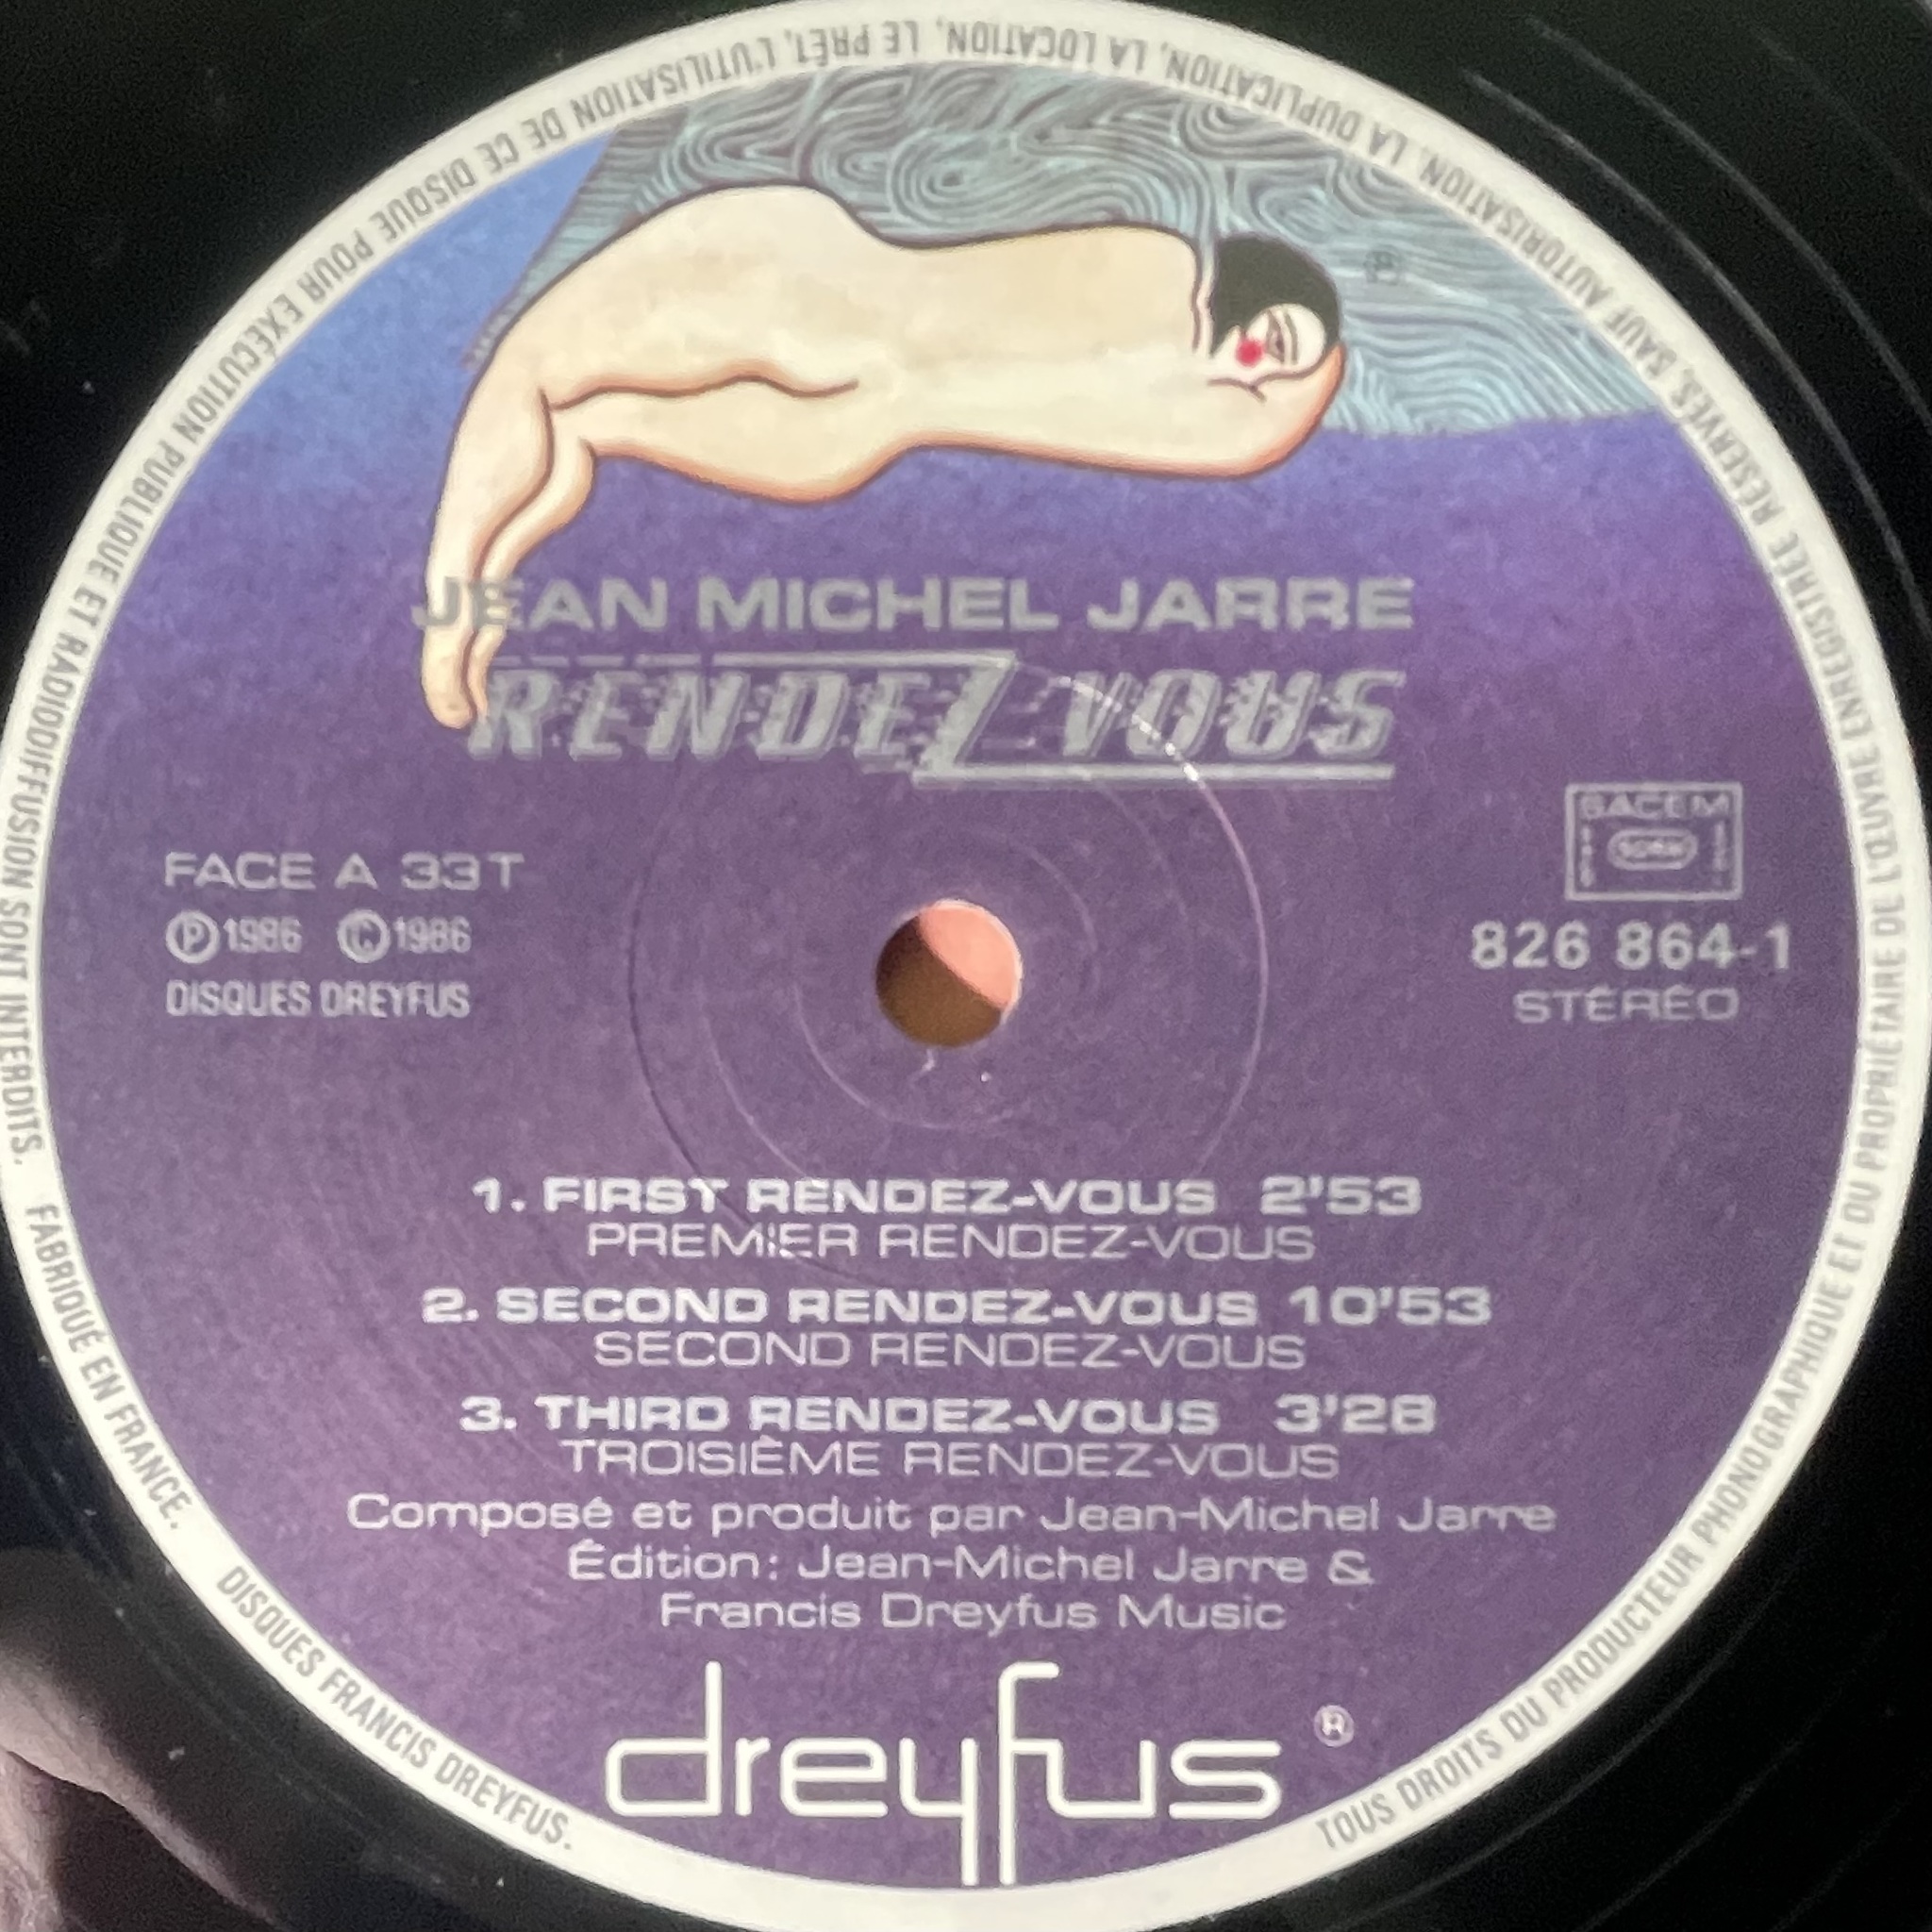 JEAN MICHEL JARRE
RENDEZ VOUS
FACE A 33T
℗1986 ©1986
DISQUES DREYFUS
SACEM
826 864-1
STÉRÉO
1. FIRST RENDEZ-VOUS 2'53
PREMIER RENDEZ-VOUS
2. SECOND RENDEZ-VOUS 10'53
SECOND RENDEZ-VOUS
3. THIRD RENDEZ-VOUS 3'28
TROISIÈME RENDEZ-VOUS
Composé et produit par Jean-Michel Jarre
Édition: Jean-Michel Jarre &
Francis Dreyfus Music
dreyfus ®
TOUS DROITS DU PRODUCTEUR PHONOGRAPHIQUE ET DU PROPRIÉTAIRE DE L'ŒUVRE ENREGISTRÉE RÉSERVÉS. SAUF AUTORISATION, LA DUPLICATION, LA LOCATION, LE PRÊT, L'UTILISATION DE CE DISQUE POUR EXÉCUTION PUBLIQUE ET RADIODIFFUSION SONT INTERDITS.
FABRIQUÉ EN FRANCE.
DISQUES FRANCIS DREYFUS.